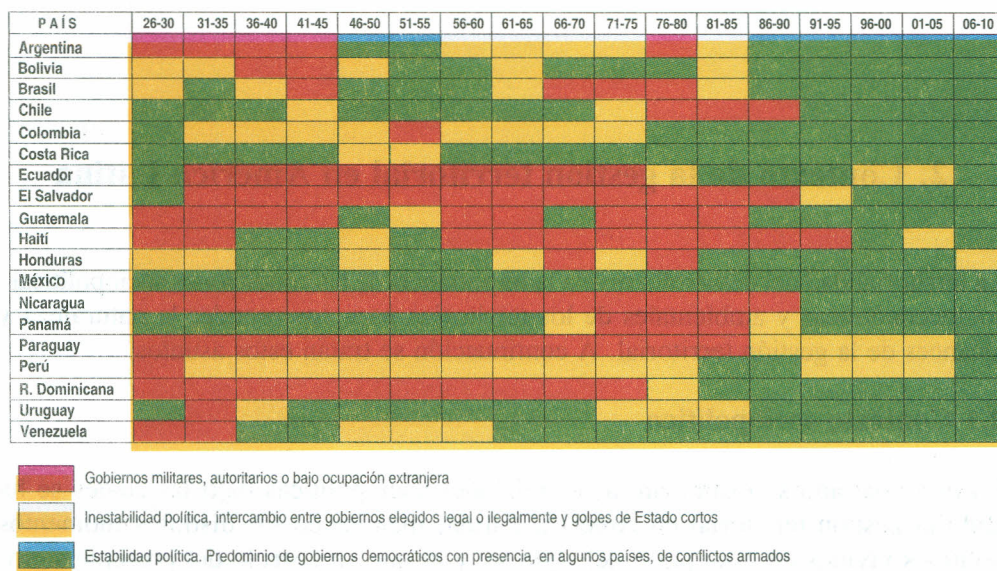 PAÍS 26-30 31-35 36-40 41-45 46-50 51-55 56-60 61-65 66-70 71-75 76-80 81-85 86-90 91-95 96-00 01-05 06-10
Argentina
Bolivia
Brasil
Chile
Colombia
Costa Rica
Ecuador
El Salvador
Guatemala
Haití
Honduras
México
Nicaragua
Panamá
Paraguay
Perú
R. Dominicana
Uruguay
Venezuela
Gobiernos militares, autoritarios o bajo ocupación extranjera
Inestabilidad política, intercambio entre gobiernos elegidos legal o ilegalmente y golpes de Estado cortos
Estabilidad política. Predominio de gobiernos democráticos con presencia, en algunos países, de conflictos armados